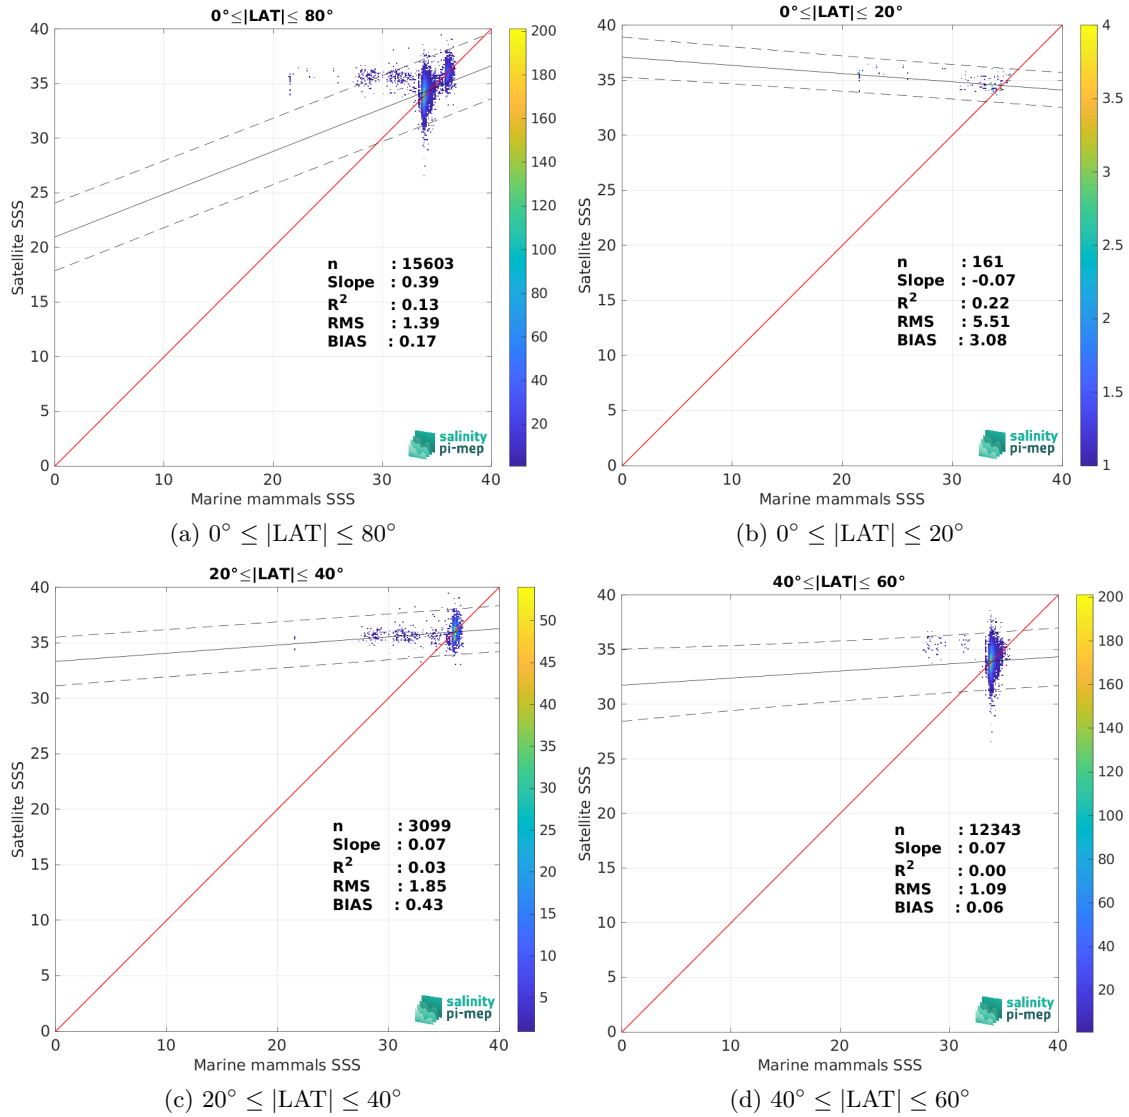 0°≤|LAT|≤ 80°
40
35
30
25
20
15
10
5
0
0
10
20
30
40
Satellite SSS
Marine mammals SSS
n : 15603
Slope : 0.39
R² : 0.13
RMS : 1.39
BIAS : 0.17
salinity
pi-mep
200
180
160
140
120
100
80
60
40
20
(a) 0° ≤ |LAT| ≤ 80°
0°≤|LAT|≤ 20°
40
35
30
25
20
15
10
5
0
0
10
20
30
40
Satellite SSS
Marine mammals SSS
n : 161
Slope : -0.07
R² : 0.22
RMS : 5.51
BIAS : 3.08
salinity
pi-mep
4
3.5
3
2.5
2
1.5
1
(b) 0° ≤ |LAT| ≤ 20°
20°≤|LAT|≤ 40°
40
35
30
25
20
15
10
5
0
0
10
20
30
40
Satellite SSS
Marine mammals SSS
n : 3099
Slope : 0.07
R² : 0.03
RMS : 1.85
BIAS : 0.43
salinity
pi-mep
50
45
40
35
30
25
20
15
10
5
(c) 20° ≤ |LAT| ≤ 40°
40°≤|LAT|≤ 60°
40
35
30
25
20
15
10
5
0
0
10
20
30
40
Satellite SSS
Marine mammals SSS
n : 12343
Slope : 0.07
R² : 0.00
RMS : 1.09
BIAS : 0.06
salinity
pi-mep
200
180
160
140
120
100
80
60
40
20
(d) 40° ≤ |LAT| ≤ 60°